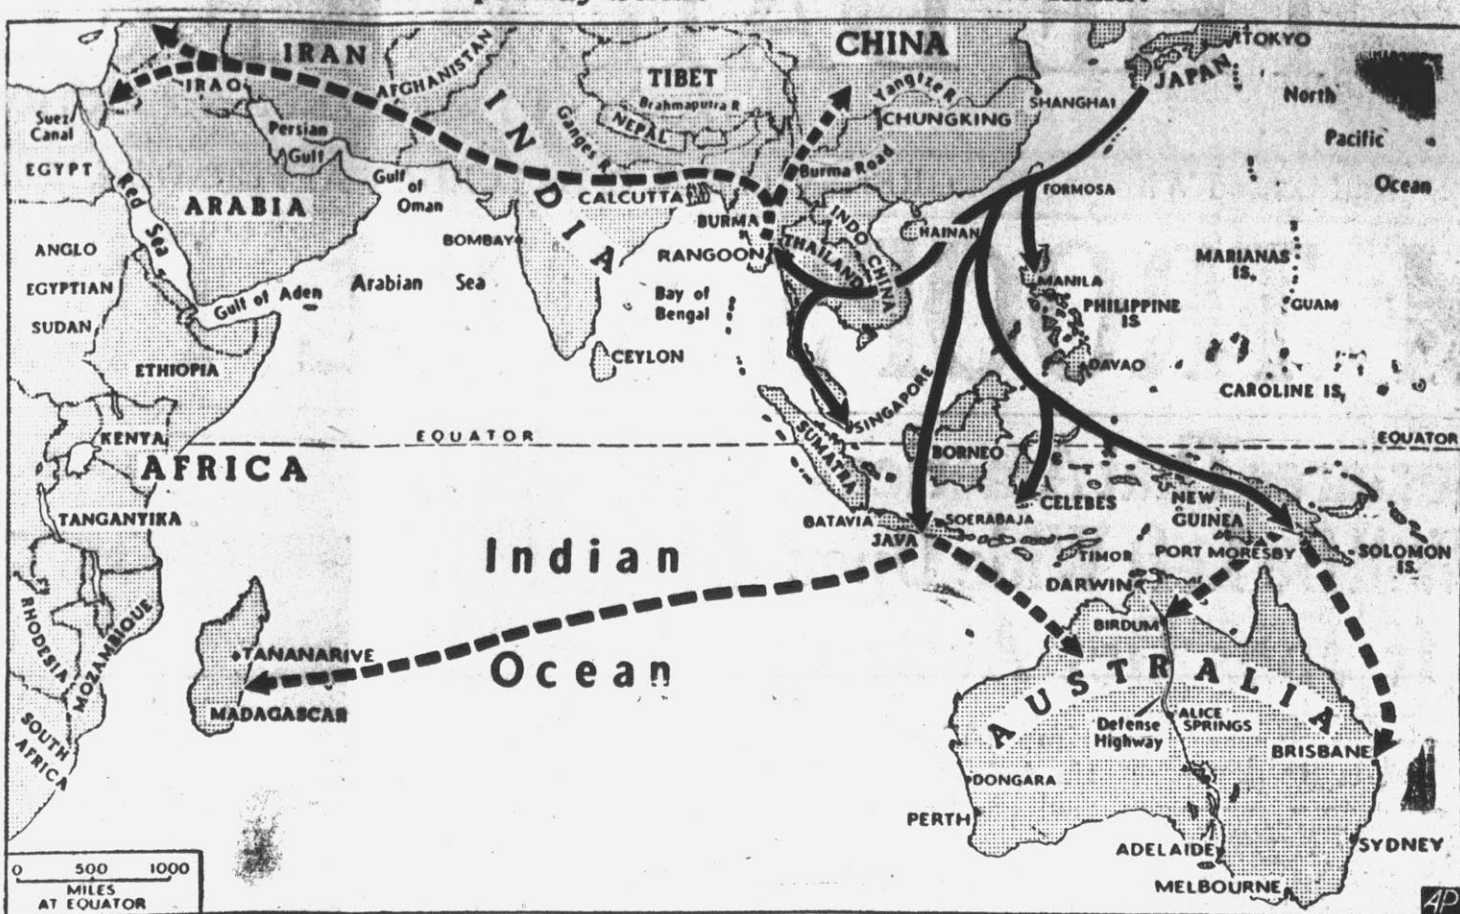 IRAN
CHINA
TOKYO
JAPAN
AFGHANISTAN
TIBET
IRAQ
Brahmaputra R
Yangtze R.
SHANGHAI
North
Suez
Canal
Persian
Gulf
NEPAL
CHUNGKING
Pacific
INDIA
Ganges R
Burma Road
EGYPT
Gulf
of
Oman
FORMOSA
Ocean
Red
Sea
ARABIA
CALCUTTA
BURMA
INDO
CHINA
HAINAN
ANGLO
EGYPTIAN
SUDAN
BOMBAY
RANGOON
THAILAND
MARIANAS
IS.
Gulf of Aden
Arabian Sea
Bay of
Bengal
MANILA
PHILIPPINE
IS.
GUAM
ETHIOPIA
CEYLON
DAVAO
CAROLINE IS.
SINGAPORE
KENYA
EQUATOR
EQUATOR
AFRICA
SUMATRA
BORNEO
TANGANYIKA
CELEBES
NEW
GUINEA
BATAVIA
SOERABAJA
JAVA
Indian
TIMOR
PORT MORESBY
SOLOMON
IS.
DARWIN
RHODESIA
MOZAMBIQUE
BIRDUM
TANANARIVE
Ocean
AUSTRALIA
MADAGASCAR
SOUTH
AFRICA
Defense
Highway
ALICE
SPRINGS
BRISBANE
DONGARA
PERTH
SYDNEY
ADELAIDE
MELBOURNE
0 500 1000
MILES
AT EQUATOR
AP